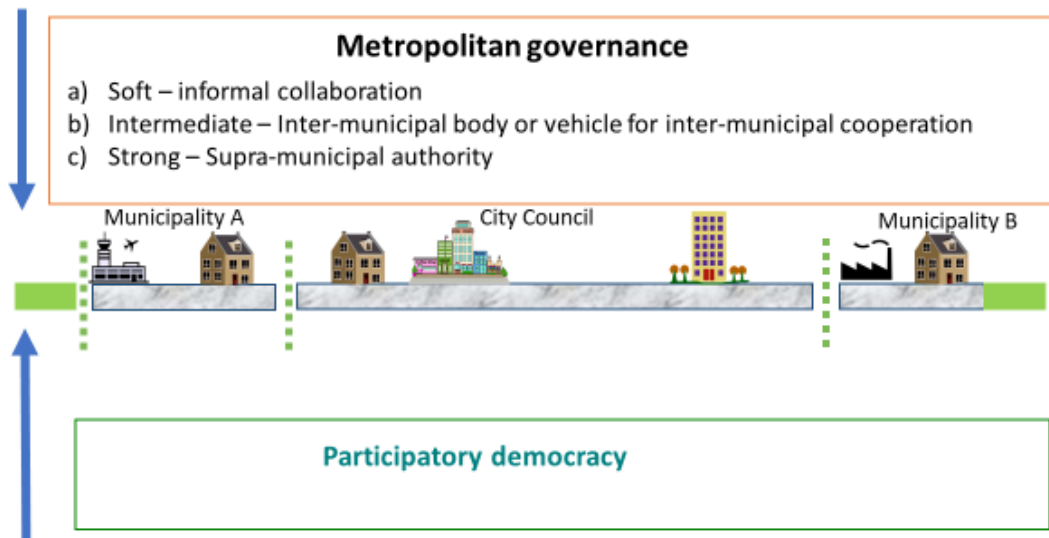 Metropolitan governance
a) Soft – informal collaboration
b) Intermediate – Inter-municipal body or vehicle for inter-municipal cooperation
c) Strong – Supra-municipal authority
Municipality A
City Council
Municipality B
Participatory democracy